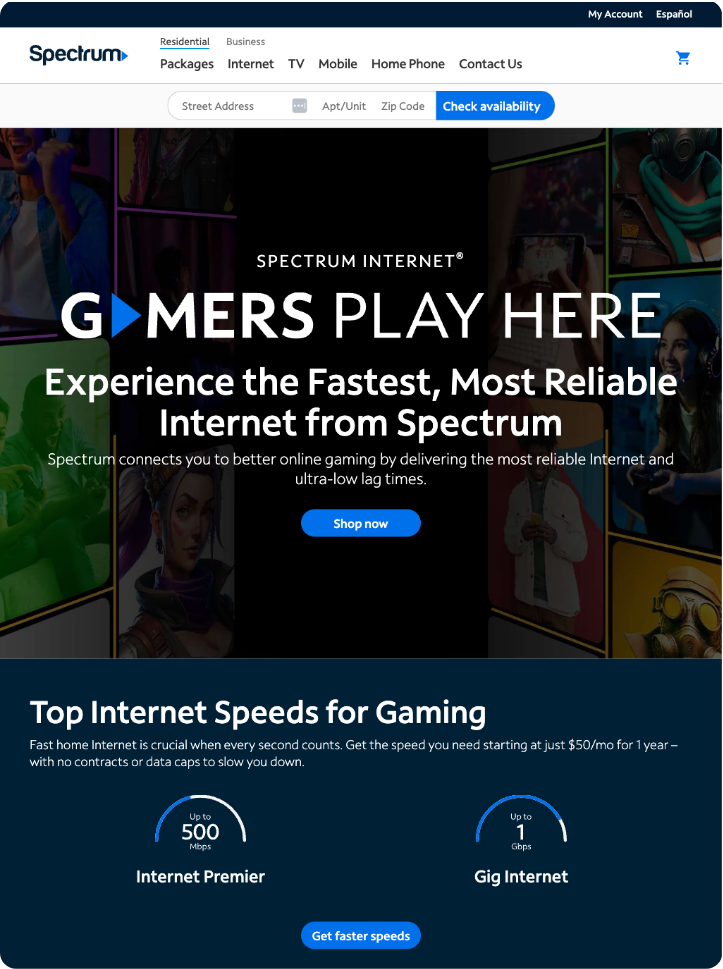 My Account Español
Spectrum
Residential Business
Packages Internet TV Mobile Home Phone Contact Us
Street Address Apt/Unit Zip Code Check availability
SPECTRUM INTERNET®
GAMERS PLAY HERE
Experience the Fastest, Most Reliable
Internet from Spectrum
Spectrum connects you to better online gaming by delivering the most reliable Internet and
ultra-low lag times.
Shop now
Top Internet Speeds for Gaming
Fast home Internet is crucial when every second counts. Get the speed you need starting at just $50/mo for 1 year –
with no contracts or data caps to slow you down.
Up to
500
Mbps
Internet Premier
Up to
1
Gbps
Gig Internet
Get faster speeds